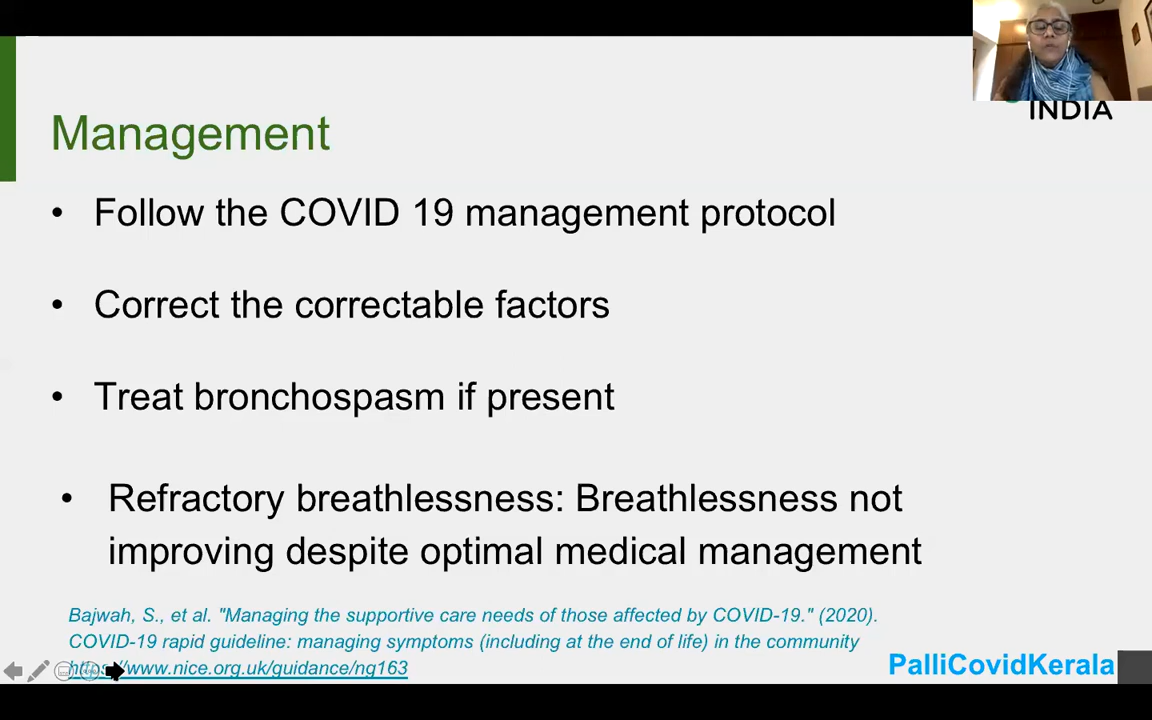 INDIA
Management
• Follow the COVID 19 management protocol
• Correct the correctable factors
• Treat bronchospasm if present
• Refractory breathlessness: Breathlessness not
improving despite optimal medical management
Bajwah, S., et al. "Managing the supportive care needs of those affected by COVID-19." (2020).
COVID-19 rapid guideline: managing symptoms (including at the end of life) in the community
https://www.nice.org.uk/guidance/ng163
PalliCovidKerala